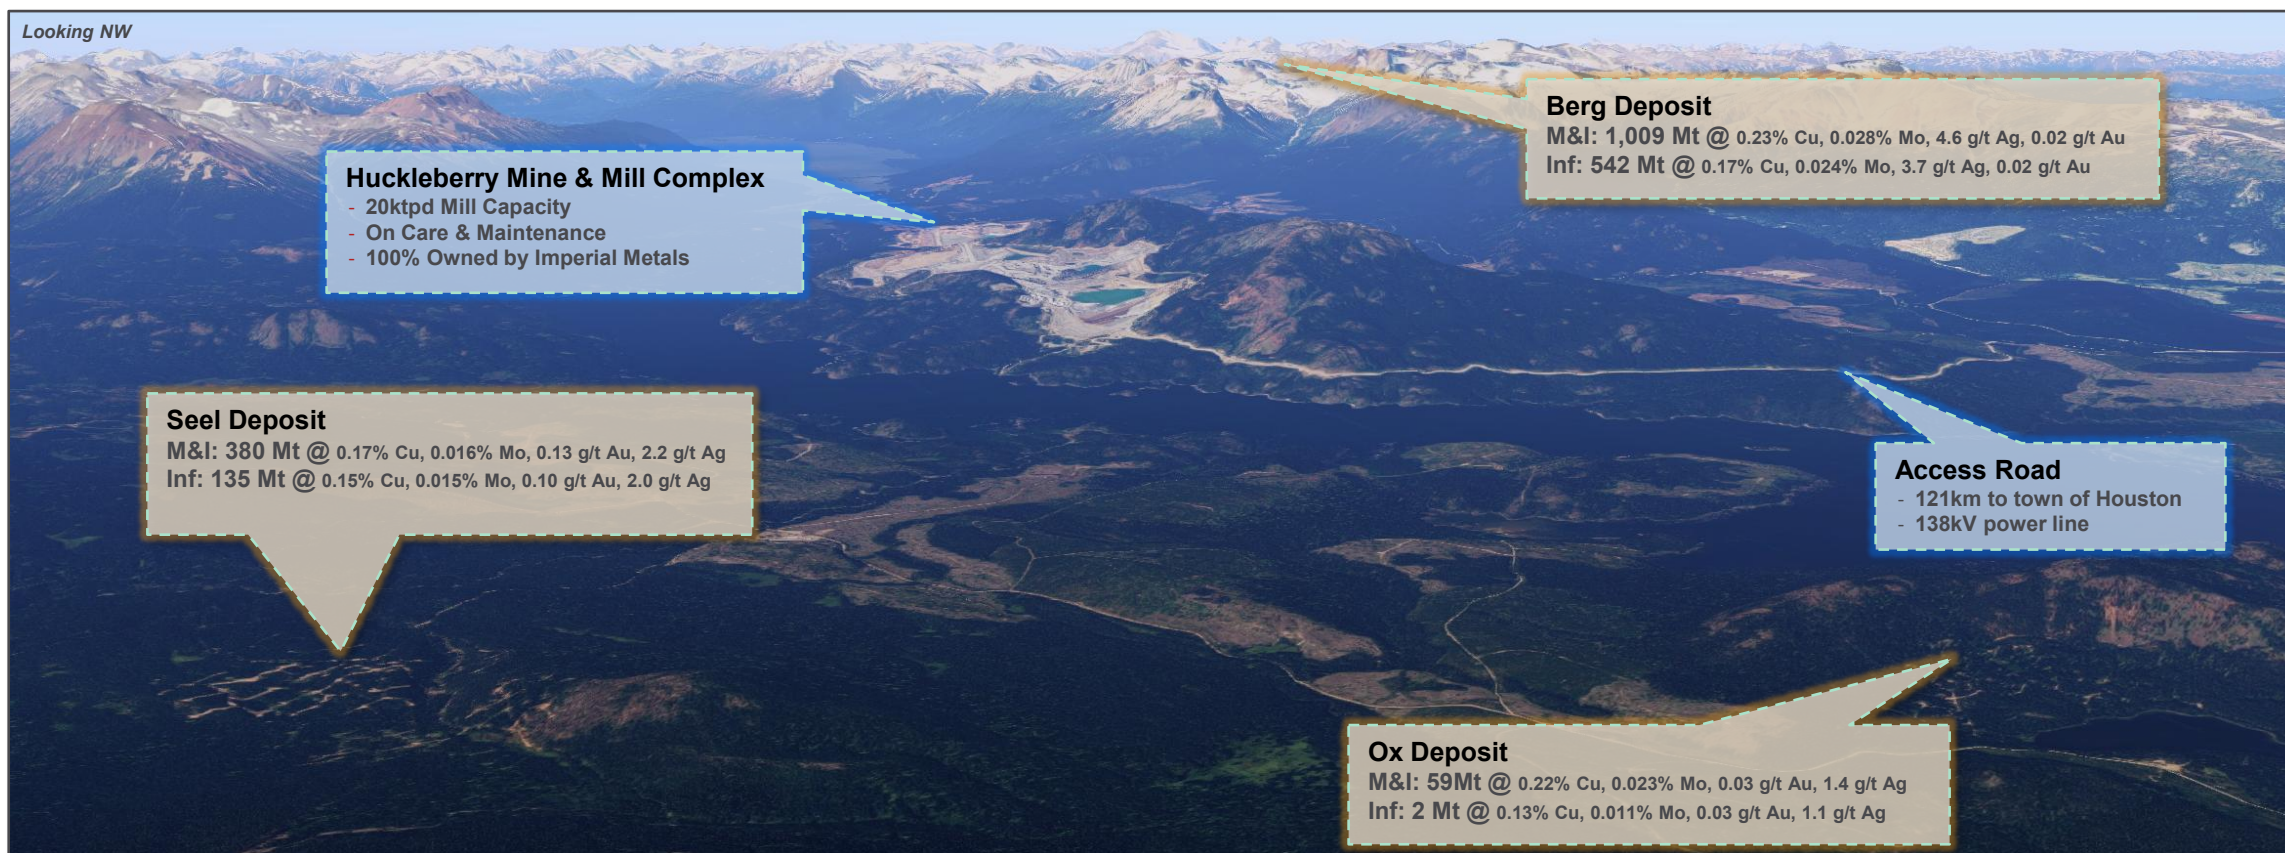 Looking NW
Berg Deposit
M&I: 1,009 Mt @ 0.23% Cu, 0.028% Mo, 4.6 g/t Ag, 0.02 g/t Au
Inf: 542 Mt @ 0.17% Cu, 0.024% Mo, 3.7 g/t Ag, 0.02 g/t Au
Huckleberry Mine & Mill Complex
- 20ktpd Mill Capacity
- On Care & Maintenance
- 100% Owned by Imperial Metals
Seel Deposit
M&I: 380 Mt @ 0.17% Cu, 0.016% Mo, 0.13 g/t Au, 2.2 g/t Ag
Inf: 135 Mt @ 0.15% Cu, 0.015% Mo, 0.10 g/t Au, 2.0 g/t Ag
Access Road
- 121km to town of Houston
- 138kV power line
Ox Deposit
M&I: 59Mt @ 0.22% Cu, 0.023% Mo, 0.03 g/t Au, 1.4 g/t Ag
Inf: 2 Mt @ 0.13% Cu, 0.011% Mo, 0.03 g/t Au, 1.1 g/t Ag